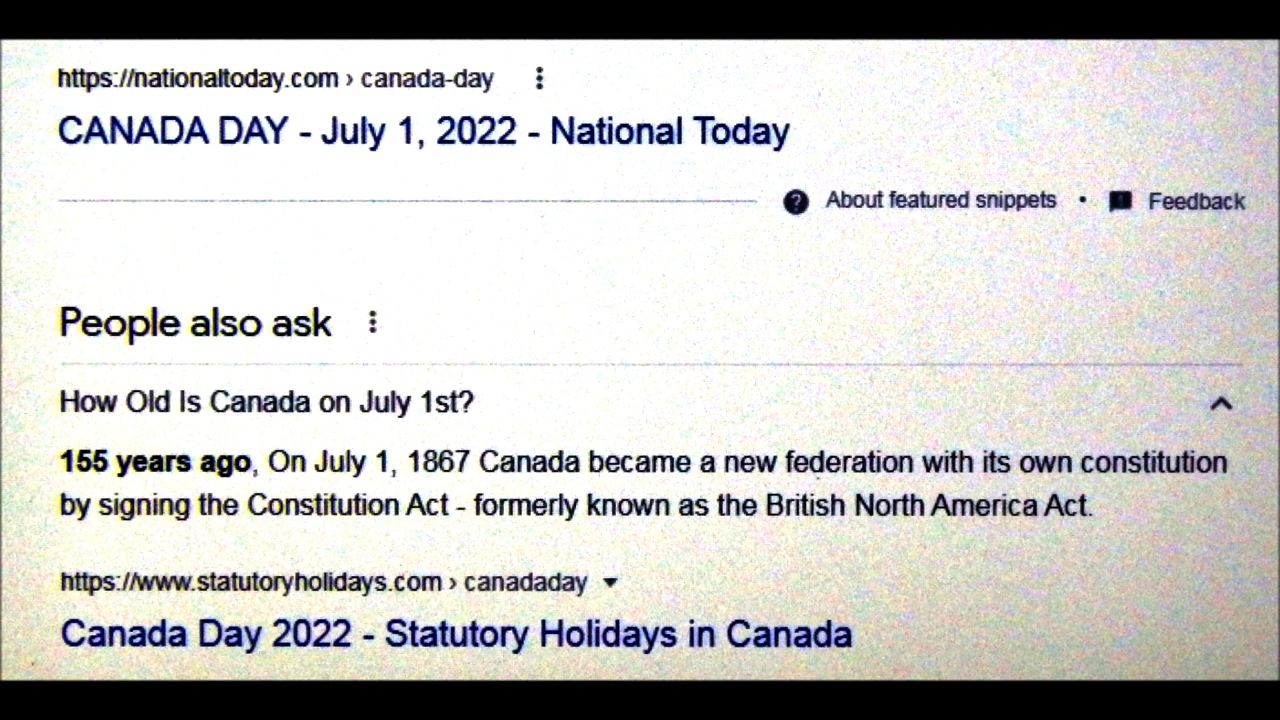 https://nationaltoday.com › canada-day
CANADA DAY - July 1, 2022 - National Today
About featured snippets • Feedback
People also ask
How Old Is Canada on July 1st?
155 years ago, On July 1, 1867 Canada became a new federation with its own constitution
by signing the Constitution Act - formerly known as the British North America Act.
https://www.statutoryholidays.com › canadaday
Canada Day 2022 - Statutory Holidays in Canada